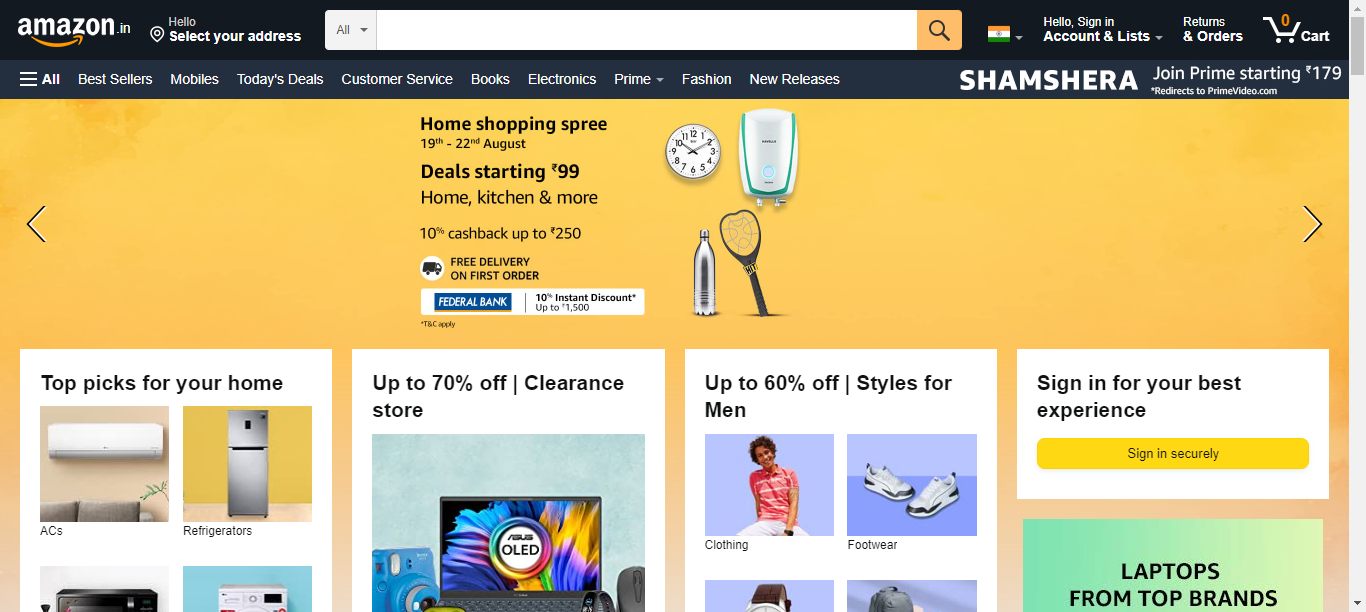 amazon.in
Hello
Select your address
All
Hello, Sign in
Account & Lists
Returns
& Orders
0
Cart
All
Best Sellers
Mobiles
Today's Deals
Customer Service
Books
Electronics
Prime
Fashion
New Releases
SHAMSHERA
Join Prime starting ₹179
*Redirects to PrimeVideo.com
Home shopping spree
19th - 22nd August
Deals starting ₹99
Home, kitchen & more
10% cashback up to ₹250
FREE DELIVERY
ON FIRST ORDER
FEDERAL BANK
10% Instant Discount*
Up to ₹1,500
*T&C apply
HAVELLS
Top picks for your home
ACs
Refrigerators
Up to 70% off | Clearance
store
ASUS
OLED
Up to 60% off | Styles for
Men
Clothing
Footwear
Sign in for your best
experience
Sign in securely
LAPTOPS
FROM TOP BRANDS